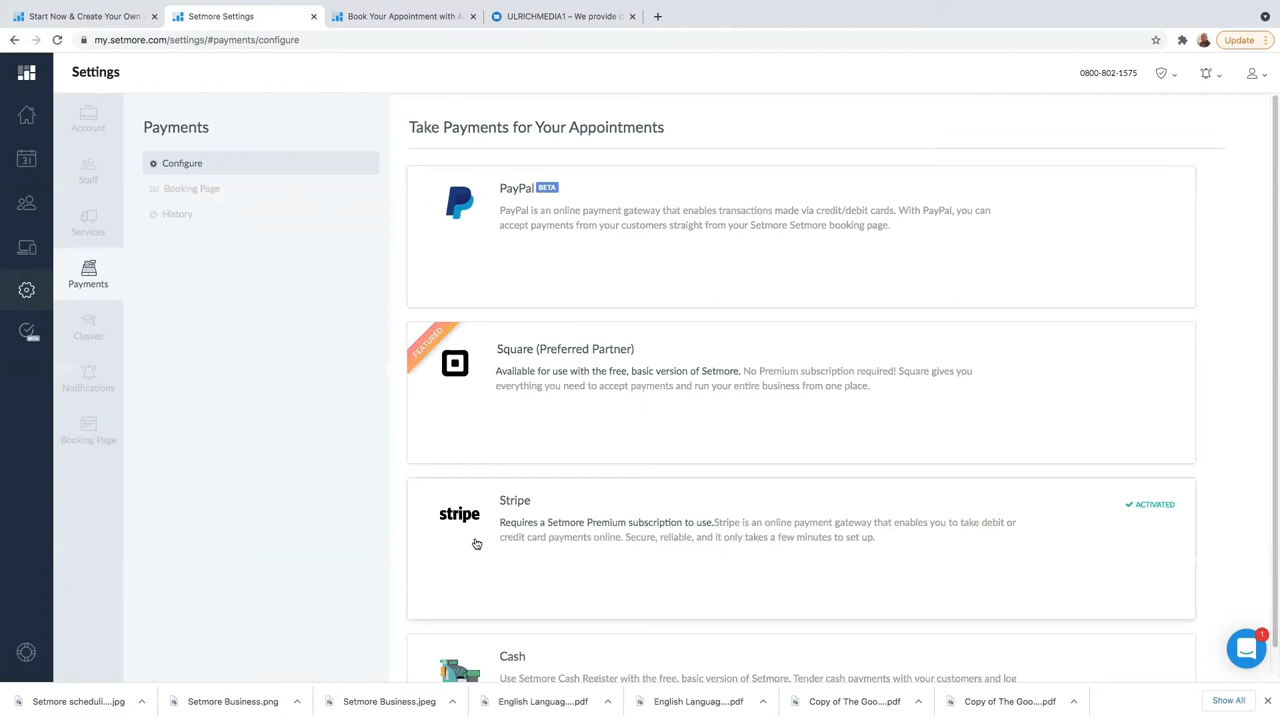 Start Now & Create Your Own
Setmore Settings
Book Your Appointment with A
ULRICHMEDIA1 – We provide
my.setmore.com/settings/#payments/configure
Update
Settings
0800-802-1575
31
BETA
Account
Staff
Services
Payments
Classes
Notifications
Booking Page
Payments
Configure
Booking Page
History
Take Payments for Your Appointments
PayPal BETA
PayPal is an online payment gateway that enables transactions made via credit/debit cards. With PayPal, you can
accept payments from your customers straight from your Setmore Setmore booking page.
FEATURED
Square (Preferred Partner)
Available for use with the free, basic version of Setmore. No Premium subscription required! Square gives you
everything you need to accept payments and run your entire business from one place.
stripe
Stripe
ACTIVATED
Requires a Setmore Premium subscription to use.Stripe is an online payment gateway that enables you to take debit or
credit card payments online. Secure, reliable, and it only takes a few minutes to set up.
Cash
Use Setmore Cash Register with the free, basic version of Setmore. Tender cash payments with your customers and log
1
Setmore scheduli....jpg
Setmore Business.png
Setmore Business.jpeg
English Languag....pdf
English Languag....pdf
Copy of The Goo....pdf
Copy of The Goo....pdf
Show All